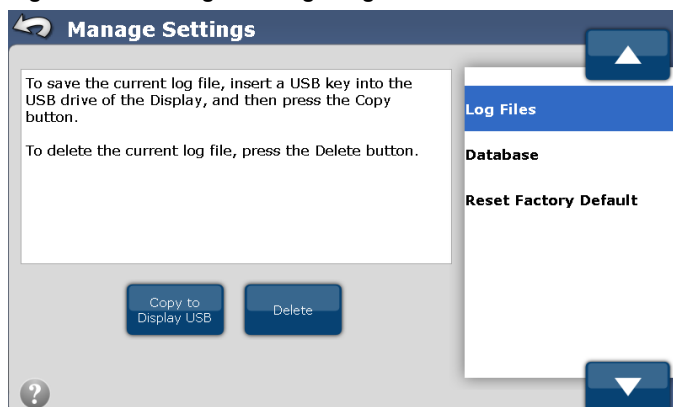 Manage Settings
To save the current log file, insert a USB key into the
USB drive of the Display, and then press the Copy
button.
To delete the current log file, press the Delete button.
Log Files
Database
Reset Factory Default
Copy to
Display USB
Delete
?